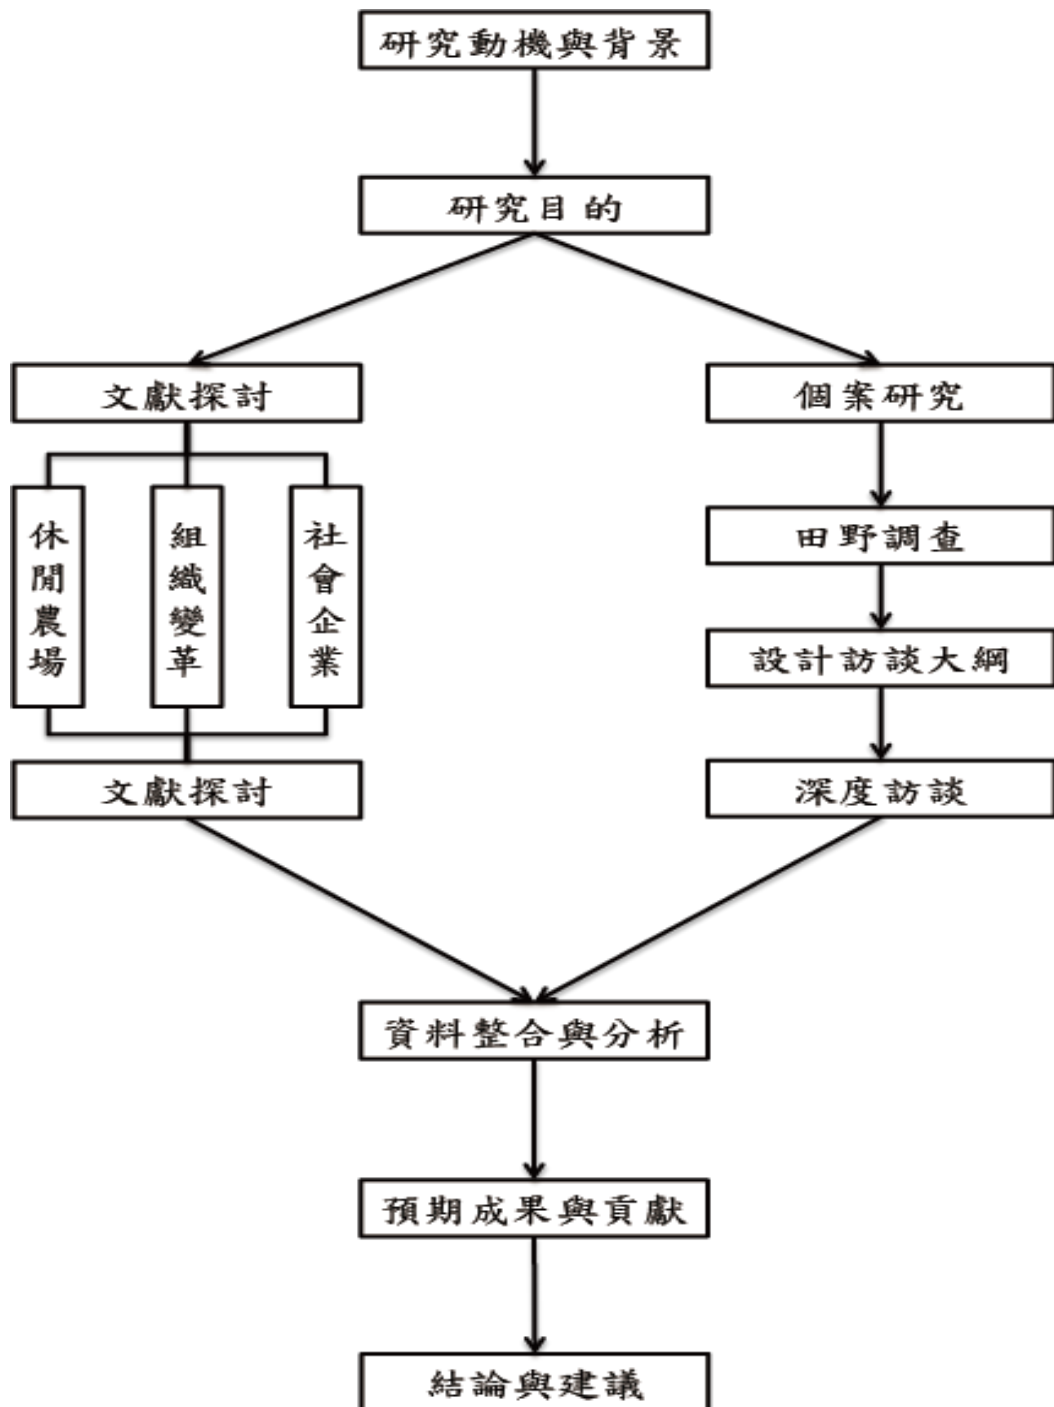 研究動機與背景
研究目的
文獻探討
個案研究
休閒農場
組織變革
社會企業
田野調查
設計訪談大綱
文獻探討
深度訪談
資料整合與分析
預期成果與貢獻
結論與建議